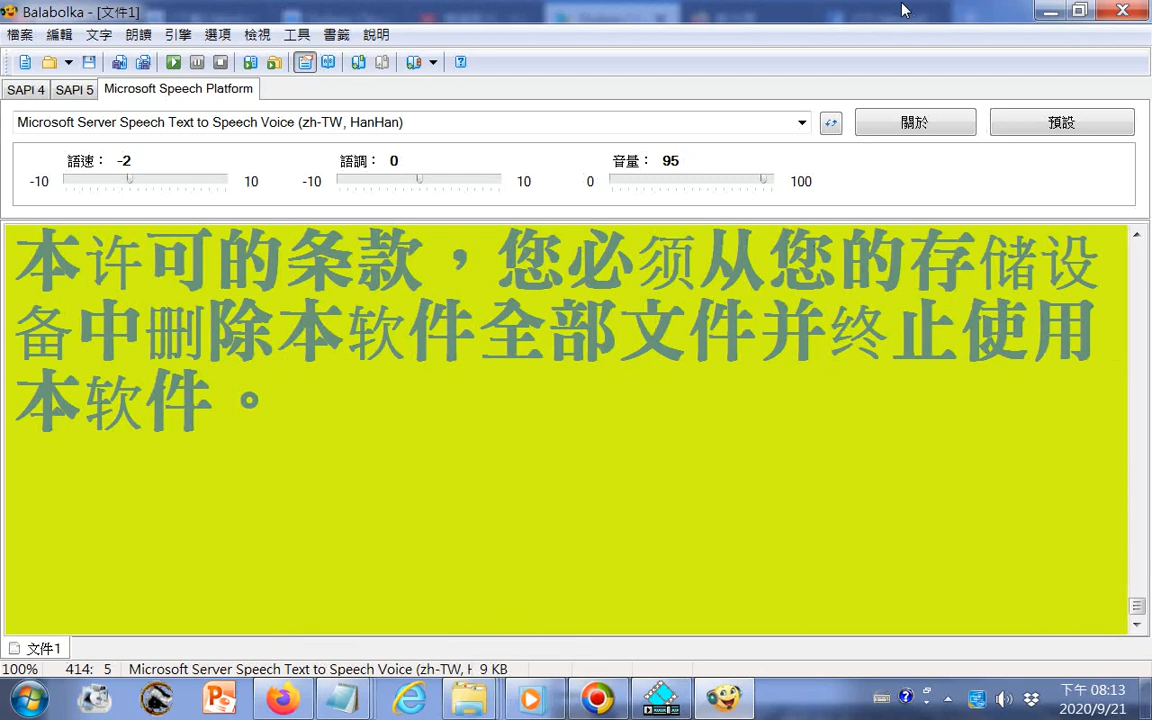 Balabolka - [文件1]
檔案 編輯 文字 朗讀 引擎 選項 檢視 工具 書籤 說明
SAPI 4 SAPI 5 Microsoft Speech Platform
Microsoft Server Speech Text to Speech Voice (zh-TW, HanHan) 關於 預設
語速： -2 語調： 0 音量： 95
-10 10 -10 10 0 100
本许可的条款，您必须从您的存储设
备中删除本软件全部文件并终止使用
本软件。
文件1
100% 414: 5 Microsoft Server Speech Text to Speech Voice (zh-TW, H 9 KB
下午 08:13
2020/9/21